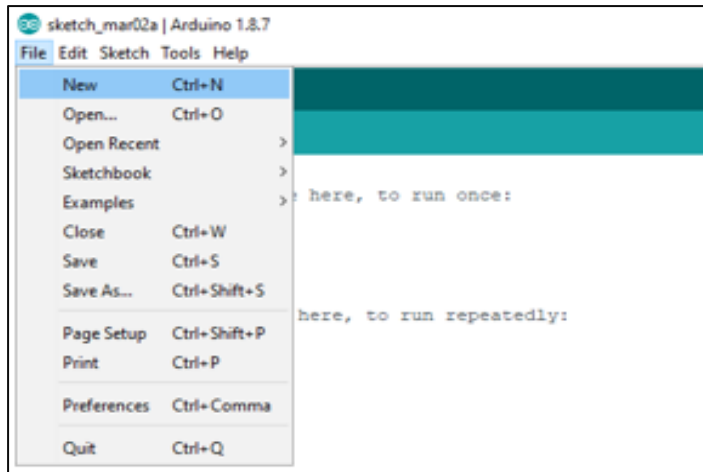 sketch_mar02a | Arduino 1.8.7
File Edit Sketch Tools Help
New Ctrl+N
Open... Ctrl+O
Open Recent
Sketchbook
Examples
Close Ctrl+W
Save Ctrl+S
Save As... Ctrl+Shift+S
Page Setup Ctrl+Shift+P
Print Ctrl+P
Preferences Ctrl+Comma
Quit Ctrl+Q
here, to run once:
here, to run repeatedly: